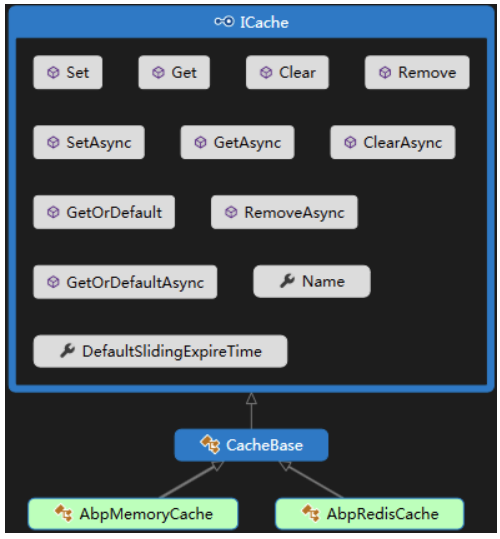 ICache
Set Get Clear Remove
SetAsync GetAsync ClearAsync
GetOrDefault RemoveAsync
GetOrDefaultAsync Name
DefaultSlidingExpireTime
CacheBase
AbpMemoryCache AbpRedisCache